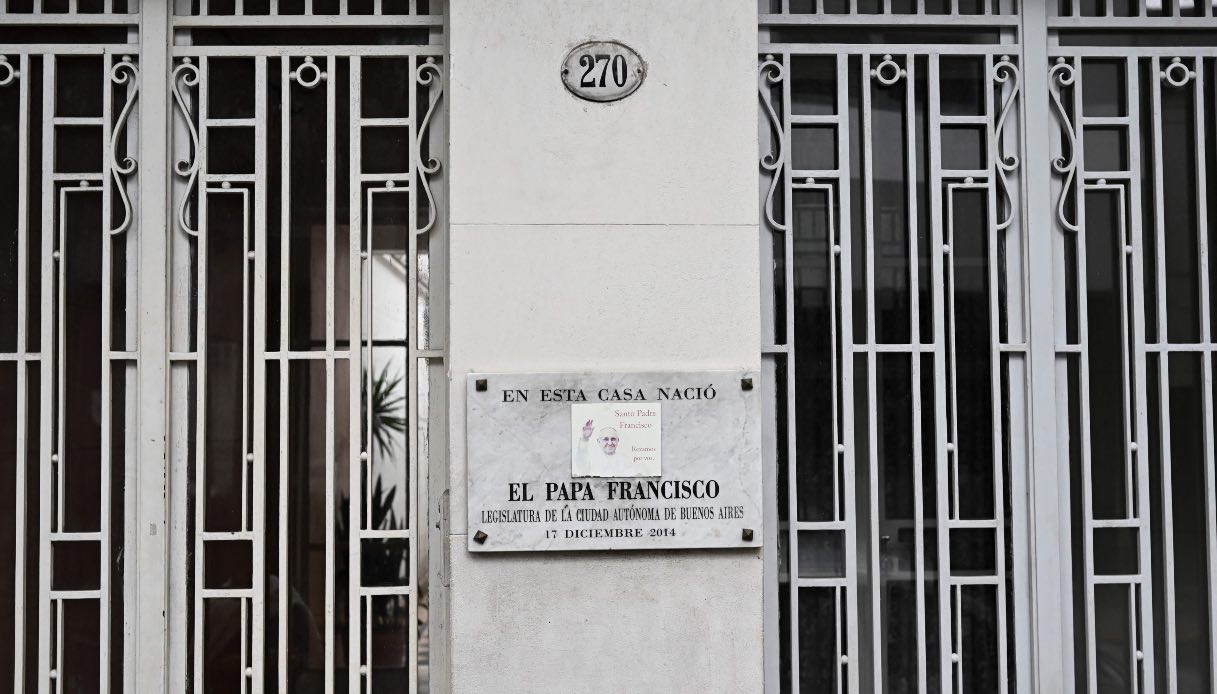 270
EN ESTA CASA NACIÓ
Santo Padre
Francisco
Rezamos
por vos.
EL PAPA FRANCISCO
LEGISLATURA DE LA CIUDAD AUTÓNOMA DE BUENOS AIRES
17 DICIEMBRE 2014